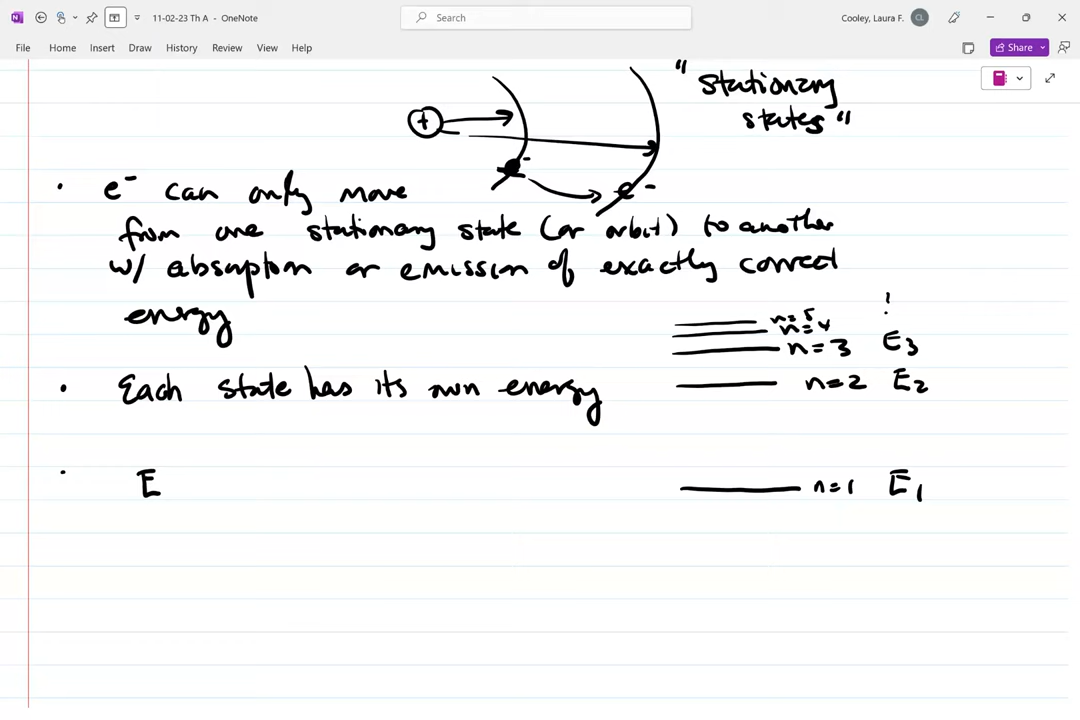 11-02-23 Th A - OneNote
Search
Cooley, Laura F.
CL
File Home Insert Draw History Review View Help
Share
"stationary
states"
+
e-
• e- can only move
from one stationary state (or orbit) to another
w/ absorption or emission of exactly correct
energy
n=5
n=4
n=3 E3
• Each state has its own energy
n=2 E2
• E
n=1 E1